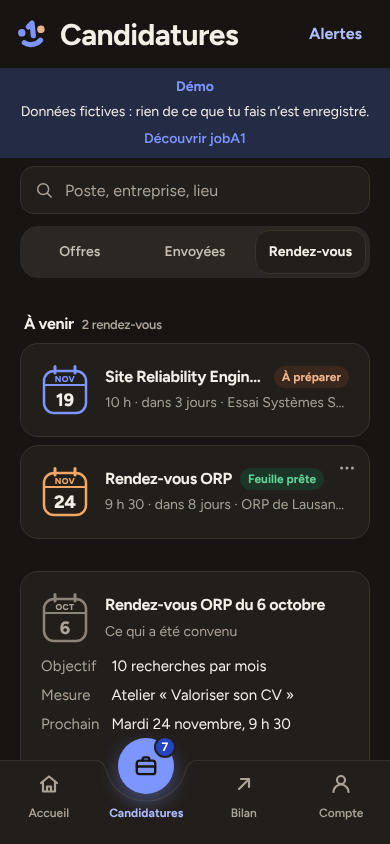 Candidatures
Alertes
Démo
Données fictives : rien de ce que tu fais n'est enregistré.
Découvrir jobA1
Poste, entreprise, lieu
Offres
Envoyées
Rendez-vous
À venir 2 rendez-vous
NOV
19
Site Reliability Engin...
À préparer
10 h · dans 3 jours · Essai Systèmes S...
NOV
24
Rendez-vous ORP
Feuille prête
9 h 30 · dans 8 jours · ORP de Lausan...
OCT
6
Rendez-vous ORP du 6 octobre
Ce qui a été convenu
Objectif 10 recherches par mois
Mesure Atelier « Valoriser son CV »
Prochain Mardi 24 novembre, 9 h 30
7
Accueil
Candidatures
Bilan
Compte